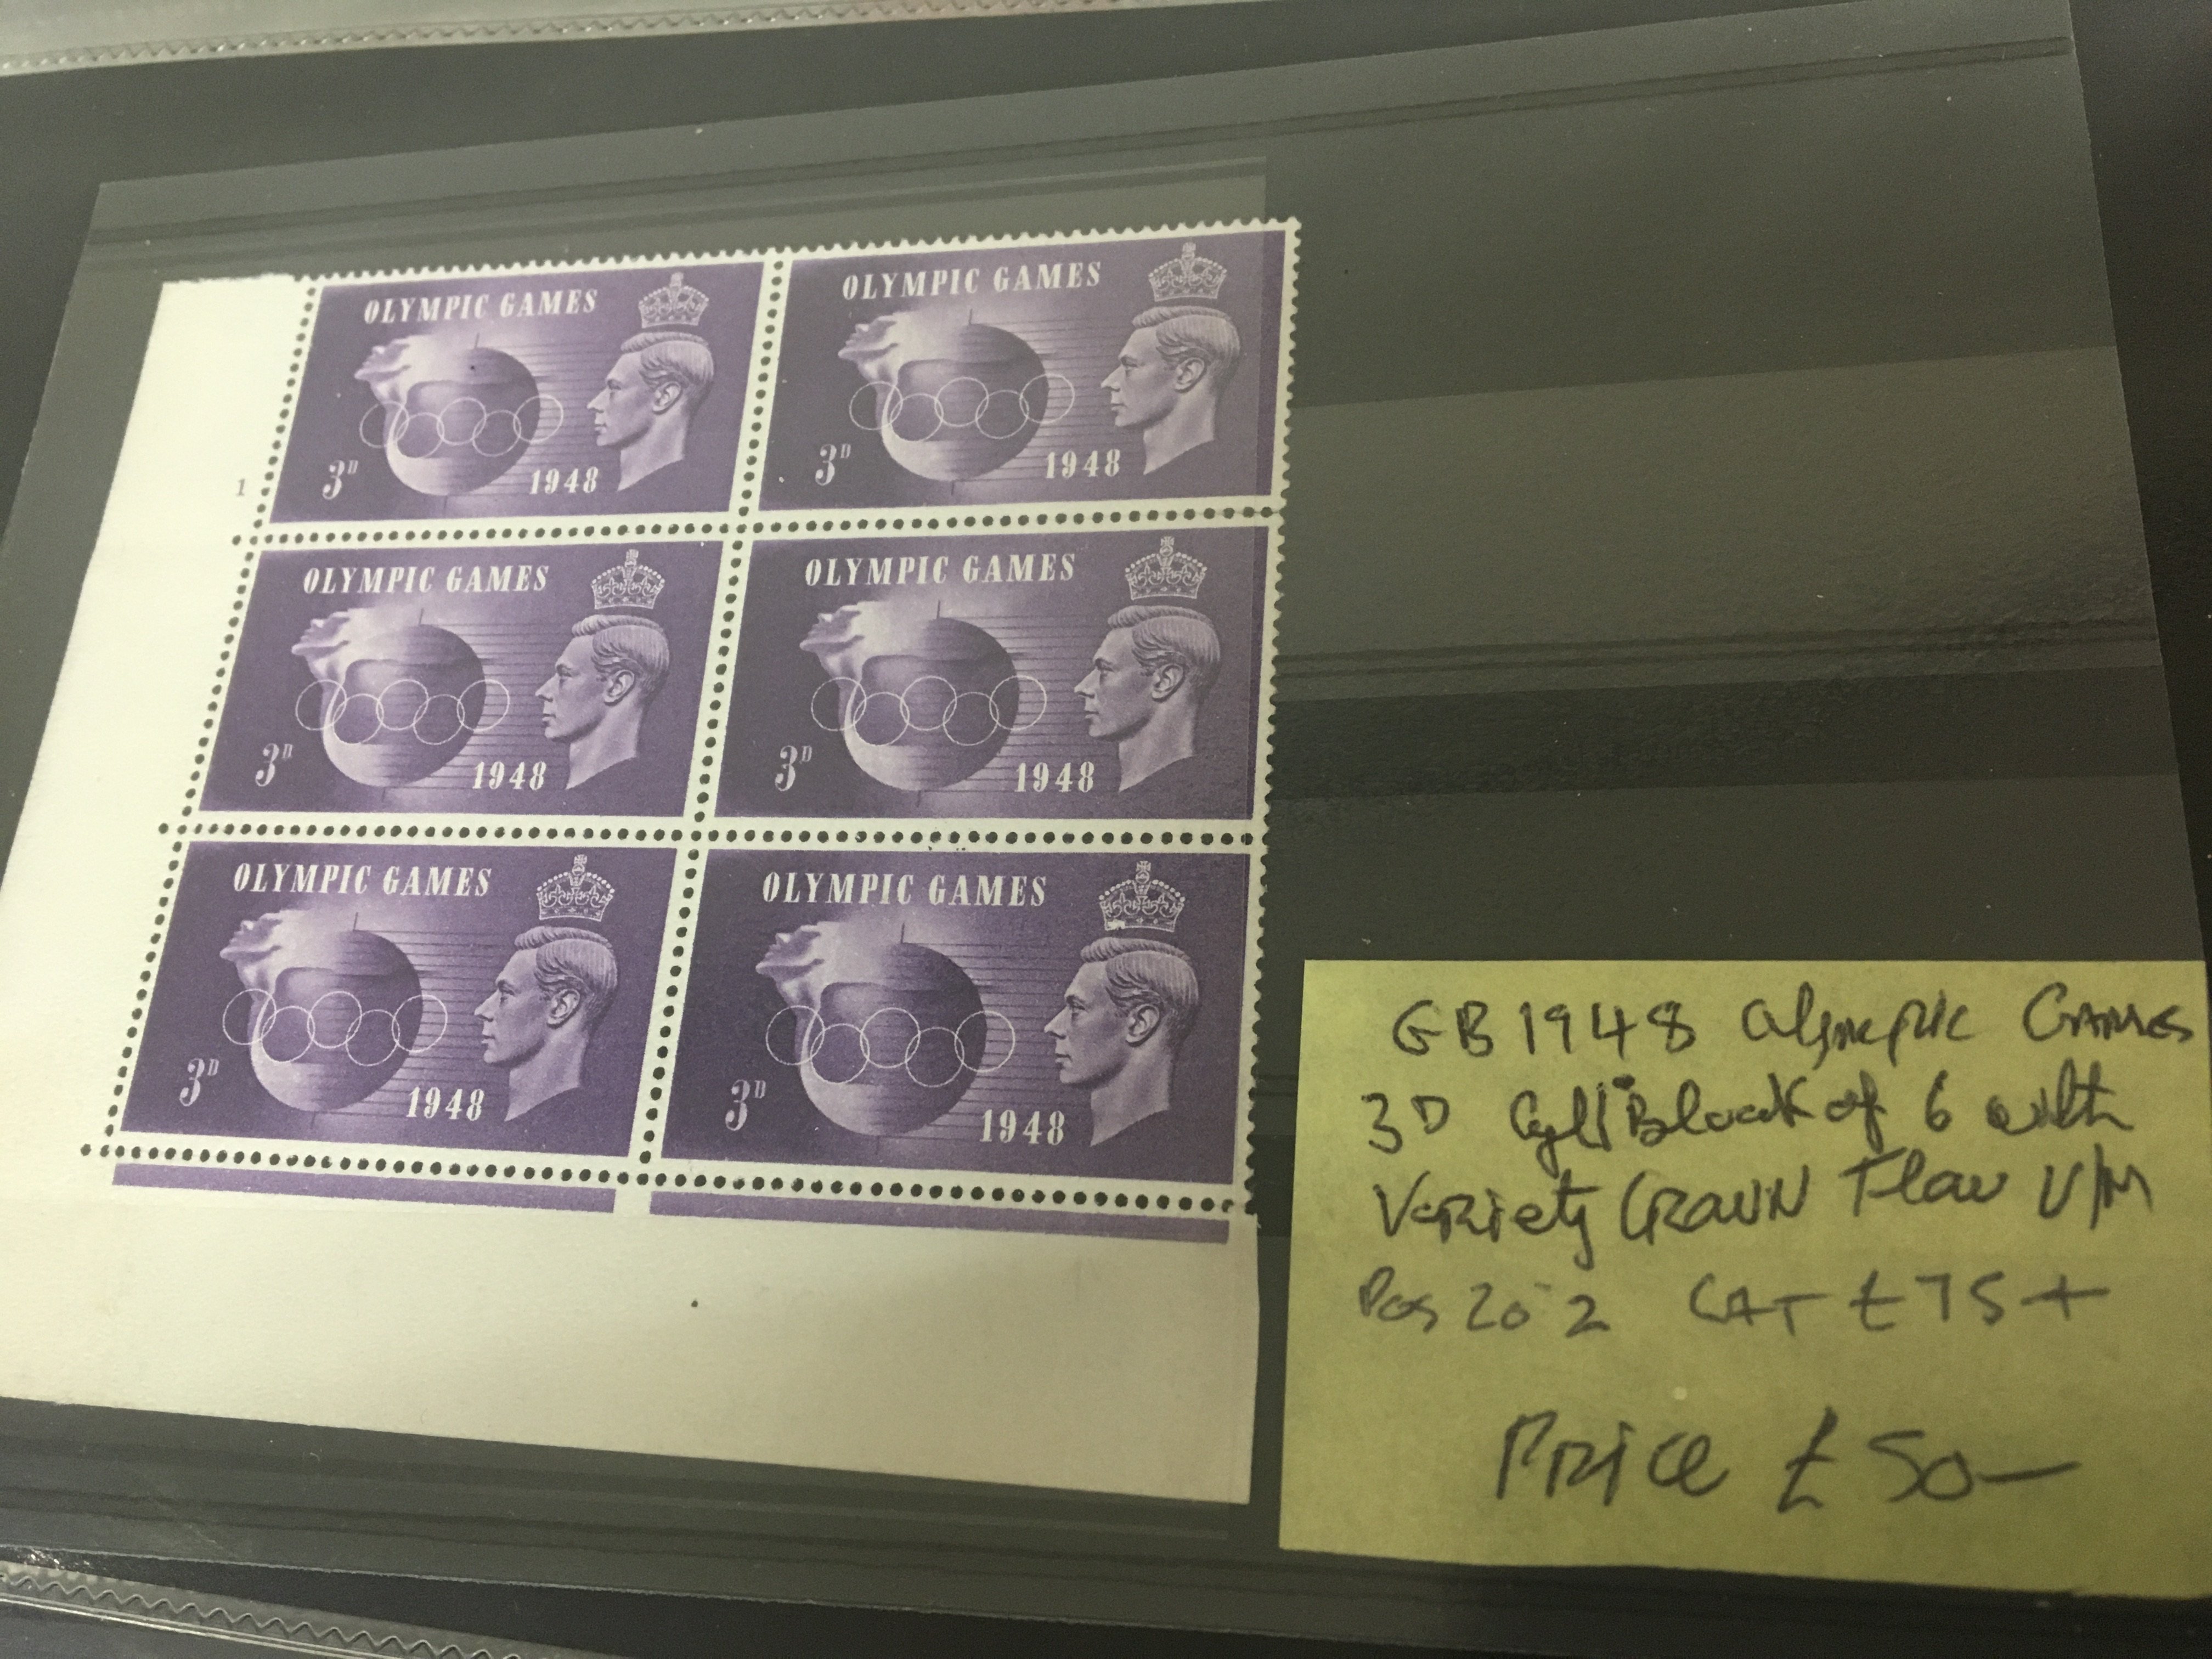 OLYMPIC GAMES
3D
1948
OLYMPIC GAMES
3D
1948
1
OLYMPIC GAMES
3D
1948
OLYMPIC GAMES
3D
1948
OLYMPIC GAMES
3D
1948
OLYMPIC GAMES
3D
1948
GB 1948 Olympic GAMES
3D Cyli Block of 6 with
Variety CROWN Flaw U/M
Pos 20 2 CAT £75+
PRice £50—